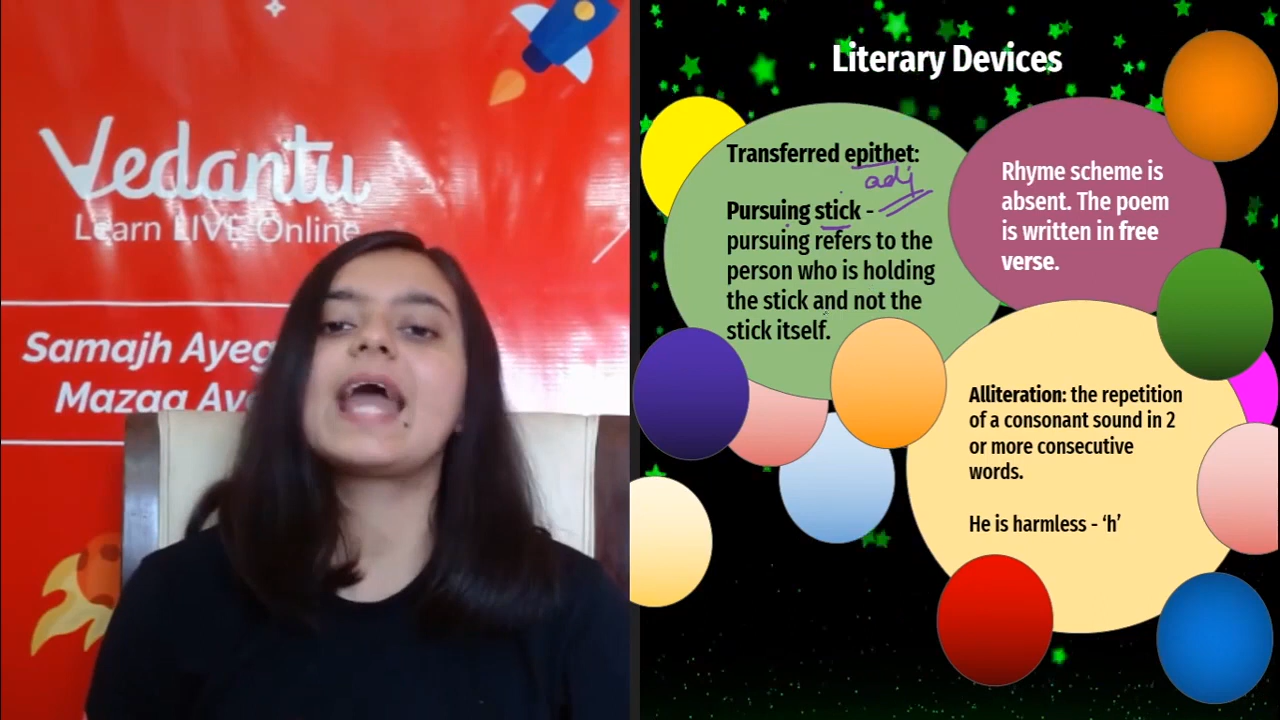 Vedantu
Learn LIVE Online
Samajh Ayeg
Mazaa Aye
Literary Devices
Transferred epithet:
adj
Pursuing stick -
pursuing refers to the
person who is holding
the stick and not the
stick itself.
Rhyme scheme is
absent. The poem
is written in free
verse.
Alliteration: the repetition
of a consonant sound in 2
or more consecutive
words.
He is harmless - ‘h’